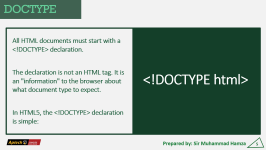 DOCTYPE
All HTML documents must start with a
<!DOCTYPE> declaration.
The declaration is not an HTML tag. It is
an "information" to the browser about
what document type to expect.
In HTML5, the <!DOCTYPE> declaration
is simple:
<!DOCTYPE html>
Aptech
Prepared by: Sir Muhammad Hamza